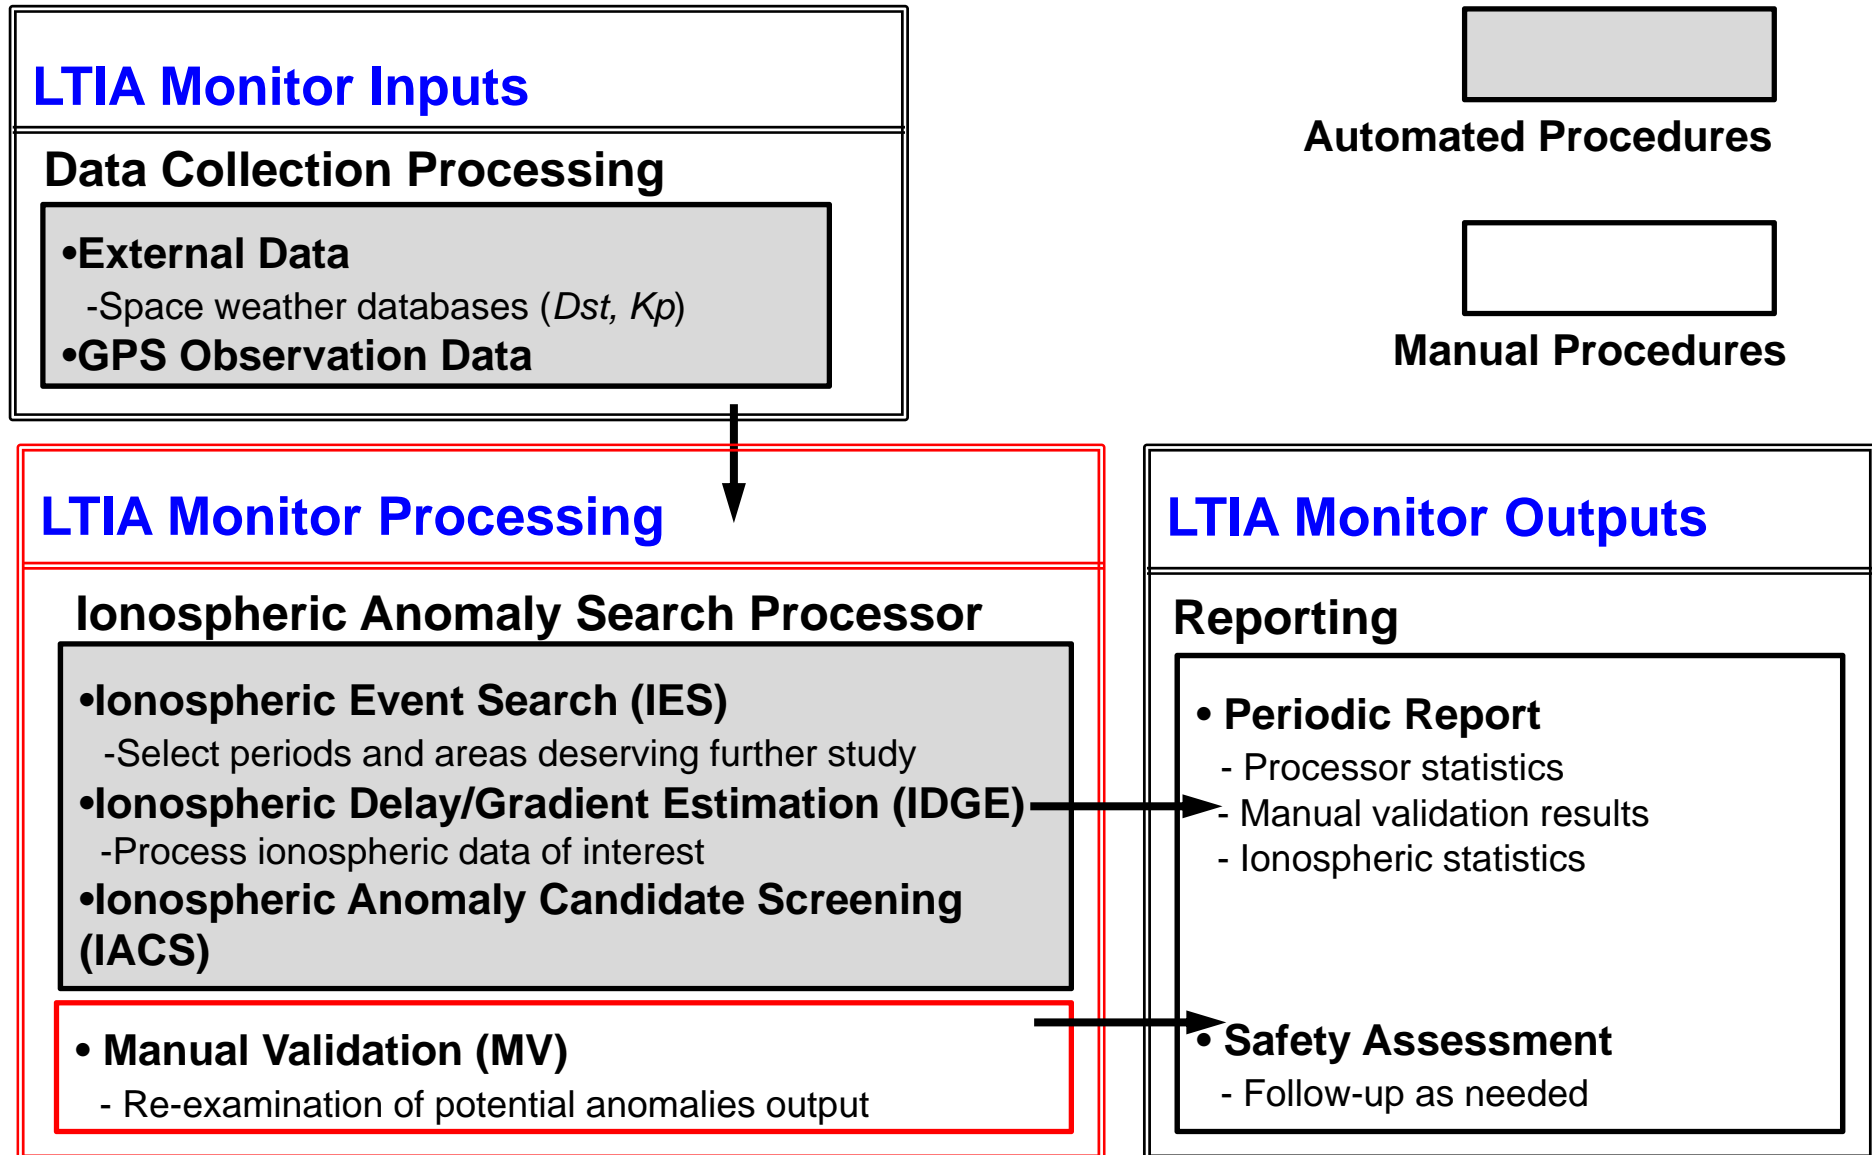 LTIA Monitor Inputs
Data Collection Processing
•External Data
-Space weather databases (Dst, Kp)
•GPS Observation Data
Automated Procedures
Manual Procedures
LTIA Monitor Processing
Ionospheric Anomaly Search Processor
•Ionospheric Event Search (IES)
-Select periods and areas deserving further study
•Ionospheric Delay/Gradient Estimation (IDGE)
-Process ionospheric data of interest
•Ionospheric Anomaly Candidate Screening
(IACS)
• Manual Validation (MV)
- Re-examination of potential anomalies output
LTIA Monitor Outputs
Reporting
• Periodic Report
- Processor statistics
- Manual validation results
- Ionospheric statistics
• Safety Assessment
- Follow-up as needed